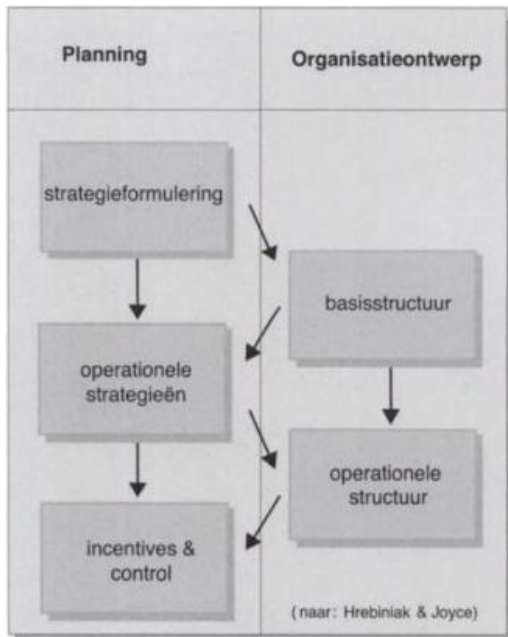 Planning
Organisatieontwerp
strategieformulering
basisstructuur
operationele
strategieën
operationele
structuur
incentives &
control
(naar: Hrebiniak & Joyce)